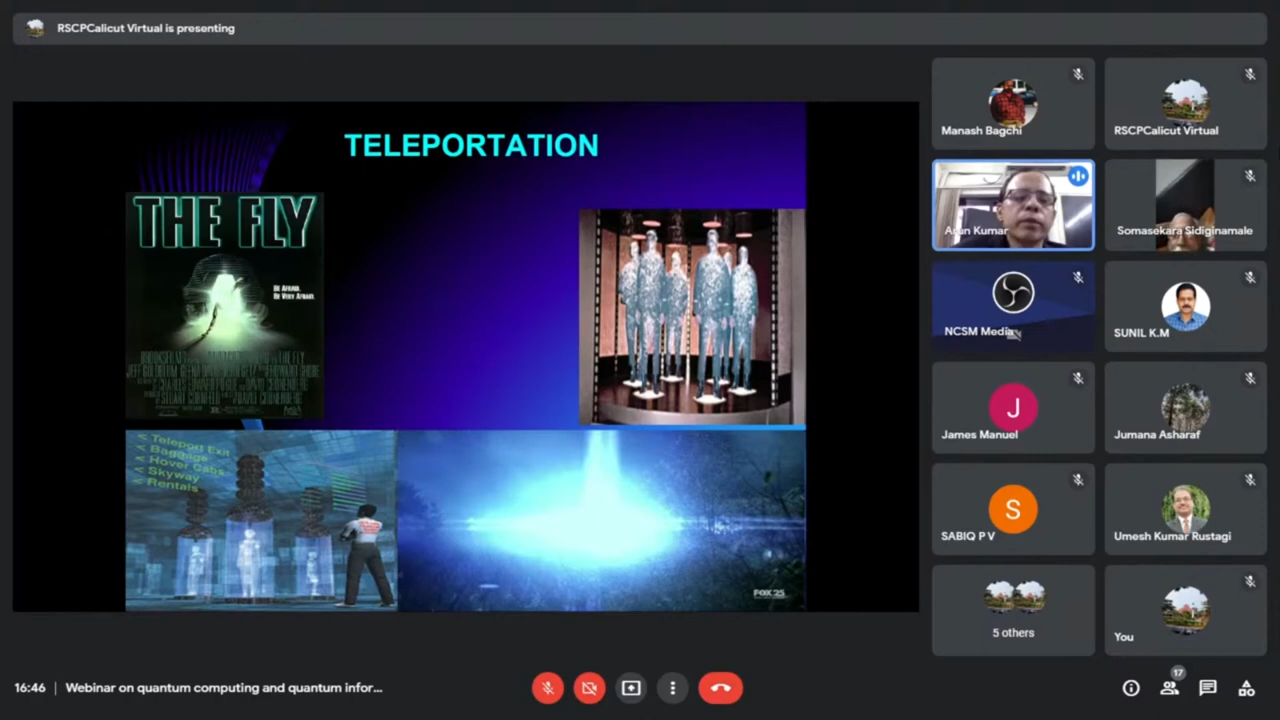 RSCPCalicut Virtual is presenting
TELEPORTATION
THE FLY
BE AFRAID.
BE VERY AFRAID.
< Teleport Exit
< Baggage
< Hover Cabs
< Skyway
< Rentals
FOX 25
Manash Bagchi
RSCPCalicut Virtual
Arun Kumar
Somasekara Sidiginamale
NCSM Media
SUNIL K.M
J
James Manuel
Jumana Asharaf
S
SABIQ P V
Umesh Kumar Rustagi
5 others
You
16:46 | Webinar on quantum computing and quantum infor...
17